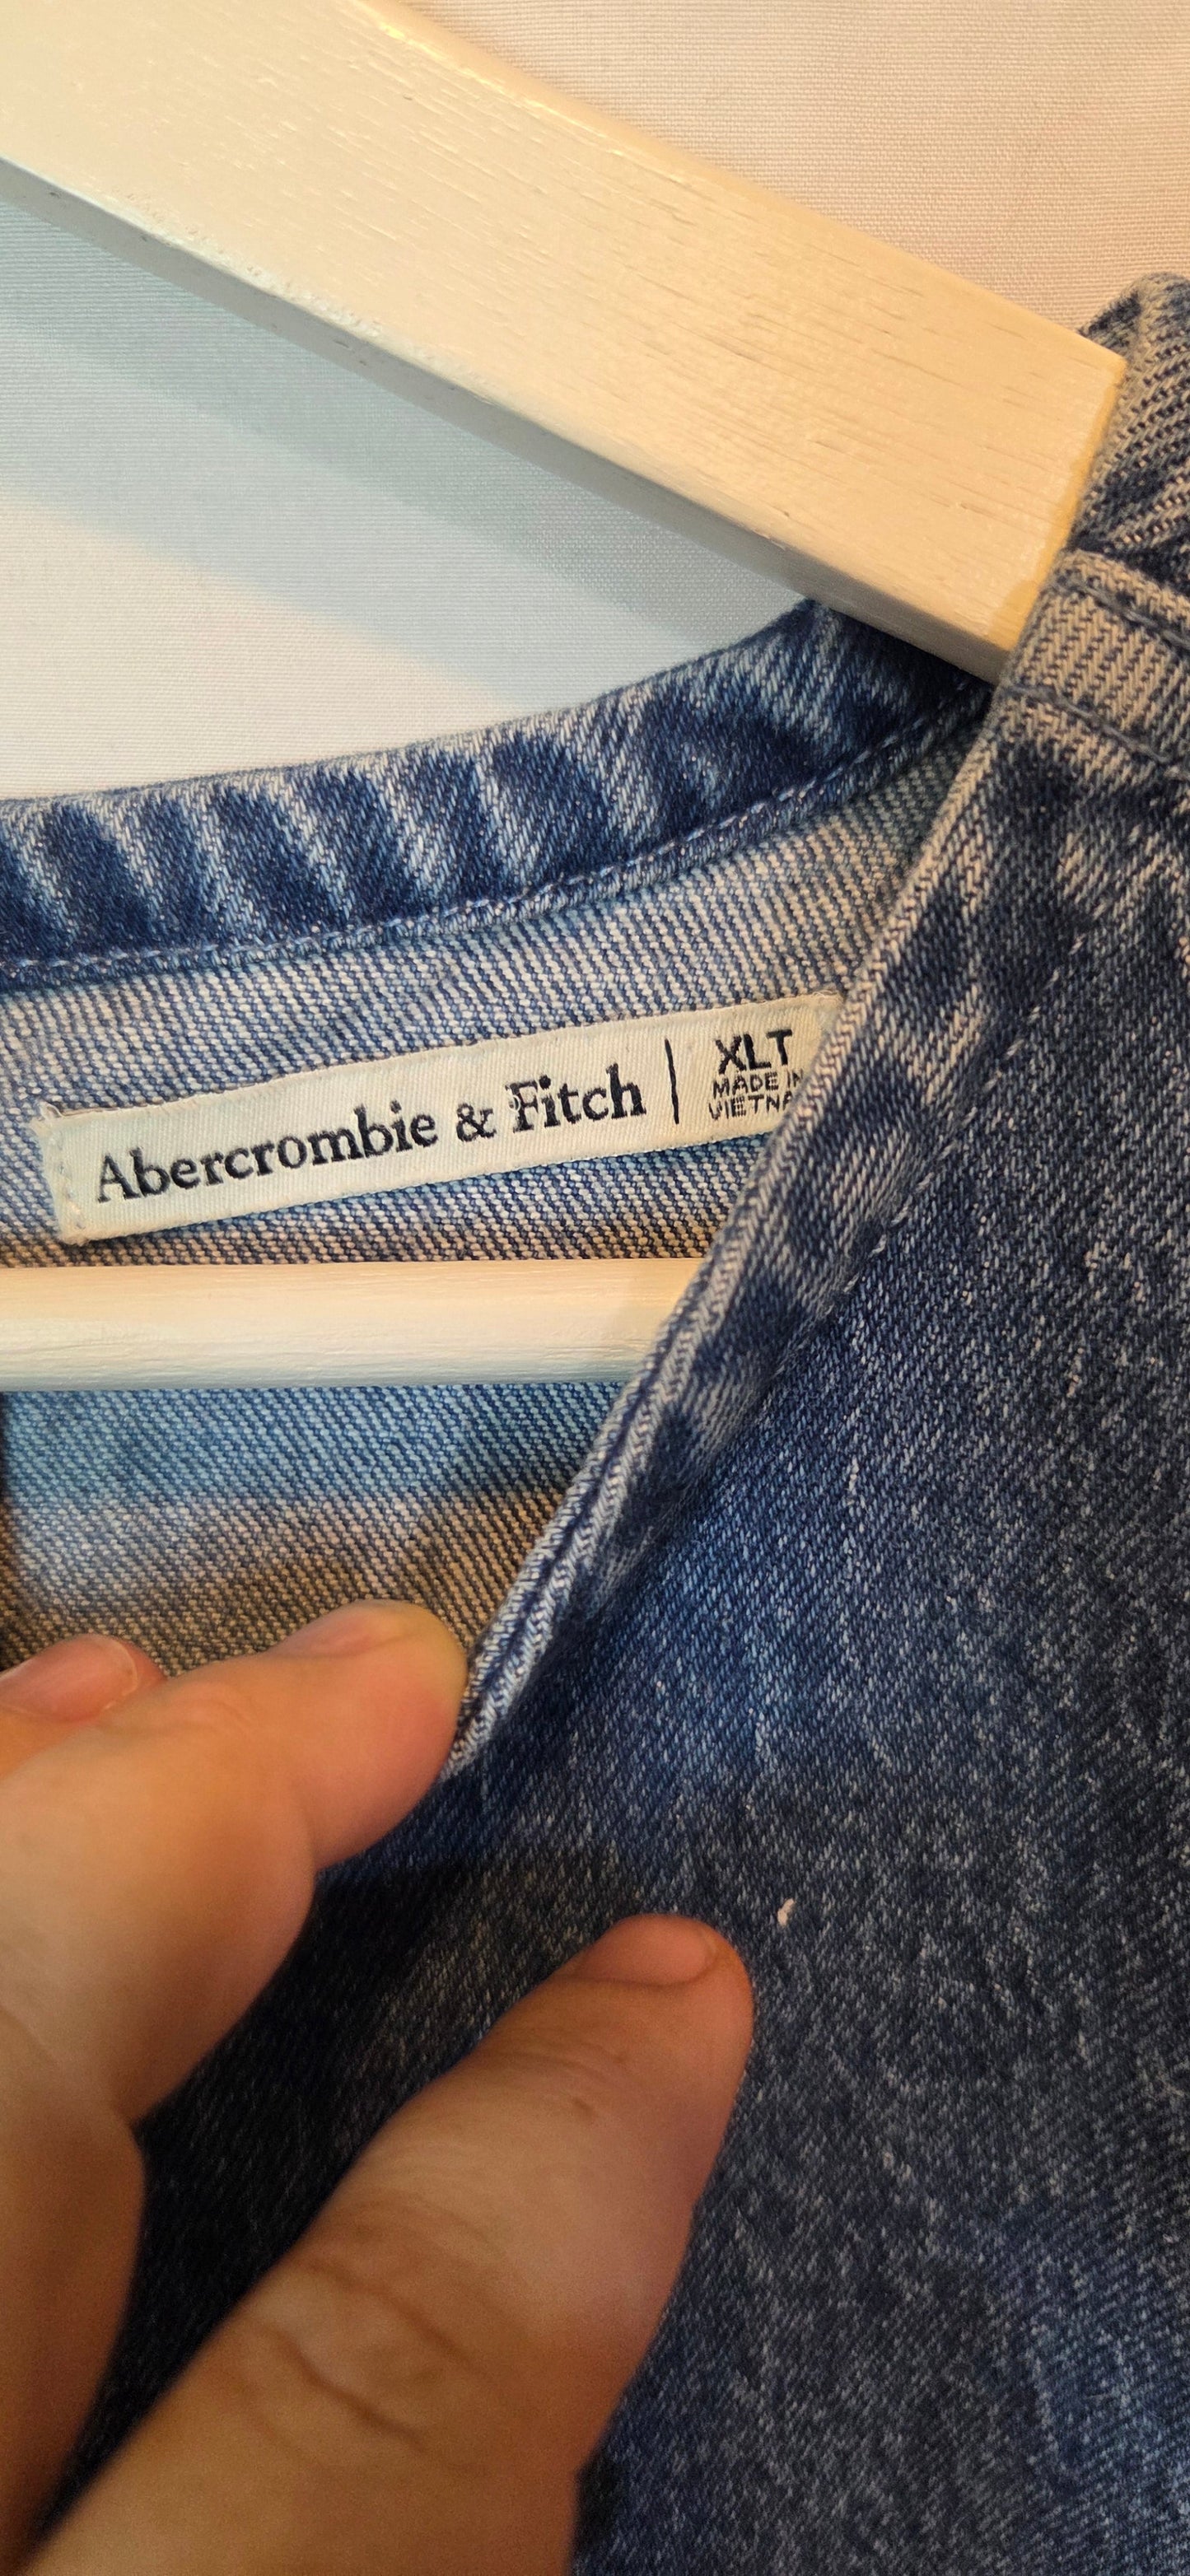 Abercrombie & Fitch | XLT
MADE IN
VIETNA